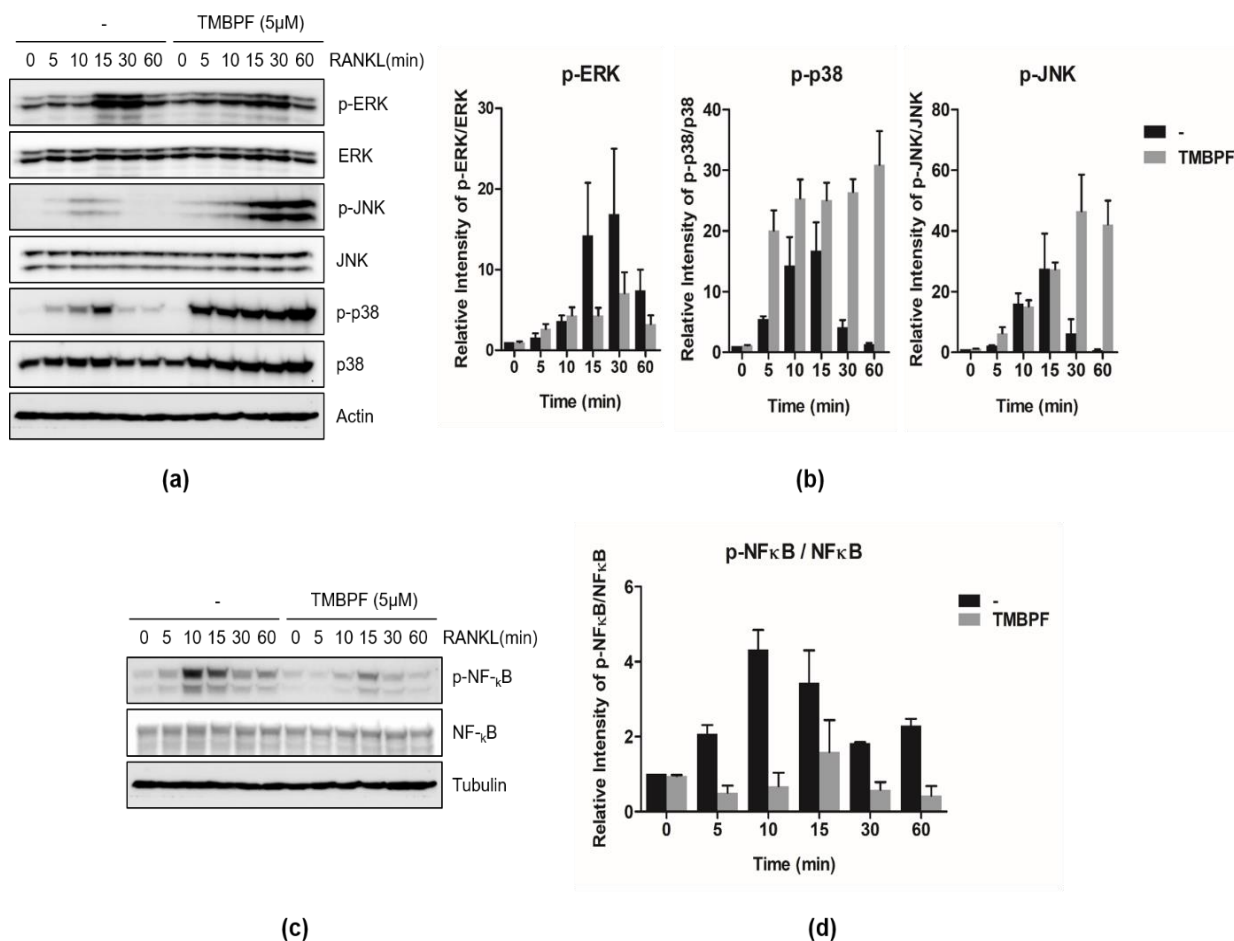 - TMBPF (5µM)
0 5 10 15 30 60 0 5 10 15 30 60 RANKL(min)
p-ERK
ERK
p-JNK
JNK
p-p38
p38
Actin
(a)
p-ERK
Relative Intensity of p-ERK/ERK
30
20
10
0
0 5 10 15 30 60
Time (min)
p-p38
Relative Intensity of p-p38/p38
40
30
20
10
0
0 5 10 15 30 60
Time (min)
p-JNK
Relative Intensity of p-JNK/JNK
80
60
40
20
0
0 5 10 15 30 60
Time (min)
-
TMBPF
(b)
- TMBPF (5µM)
0 5 10 15 30 60 0 5 10 15 30 60 RANKL(min)
p-NF-κB
NF-κB
Tubulin
(c)
p-NFκB / NFκB
Relative Intensity of p-NFκB/NFκB
6
4
2
0
0 5 10 15 30 60
Time (min)
-
TMBPF
(d)